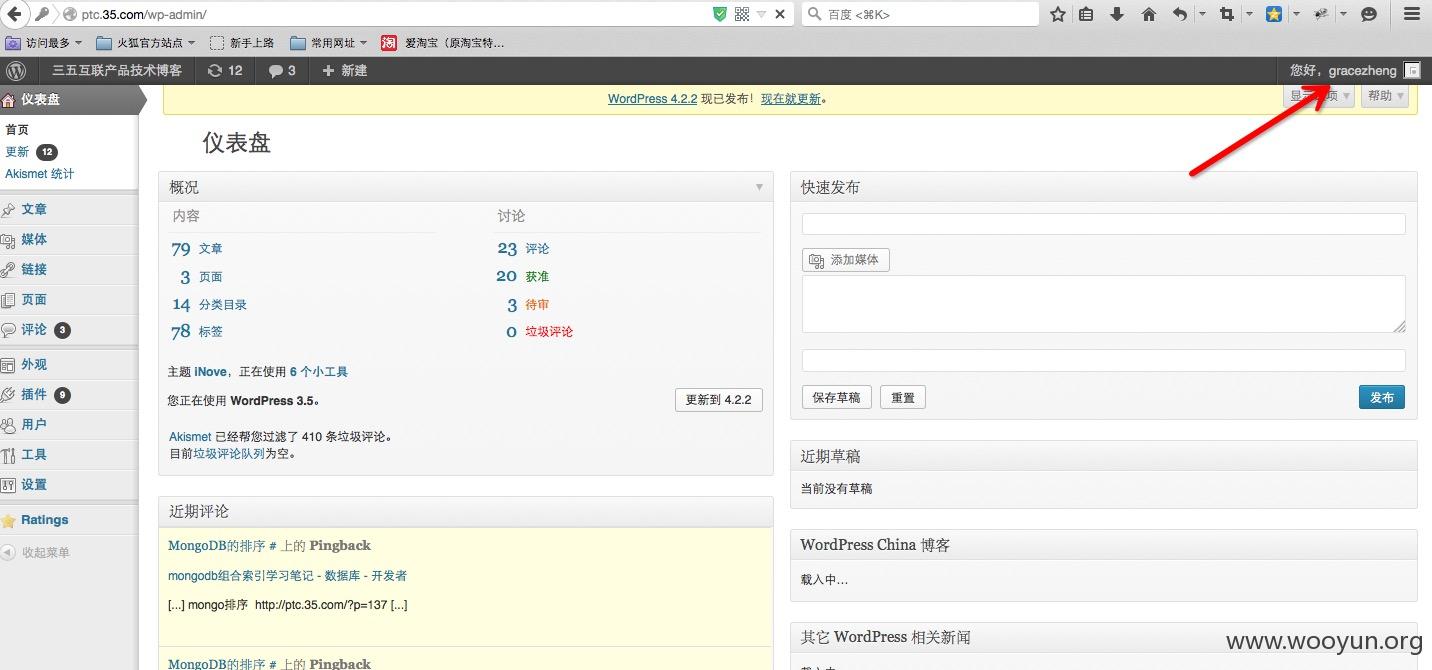 ptc.35.com/wp-admin/
百度 <⌘K>
访问最多
火狐官方站点
新手上路
常用网址
爱淘宝（原淘宝特...
三五互联产品技术博客
12
3
新建
您好，gracezheng
仪表盘
WordPress 4.2.2 现已发布！现在就更新。
帮助
首页
更新 12
Akismet 统计
仪表盘
文章
媒体
链接
页面
评论 3
外观
插件 9
用户
工具
设置
Ratings
收起菜单
概况
内容
讨论
79 文章
23 评论
3 页面
20 获准
14 分类目录
3 待审
78 标签
0 垃圾评论
主题 iNove，正在使用 6 个小工具
您正在使用 WordPress 3.5。
更新到 4.2.2
Akismet 已经帮您过滤了 410 条垃圾评论。
目前垃圾评论队列为空。
近期评论
MongoDB的排序 # 上的 Pingback
mongodb组合索引学习笔记 - 数据库 - 开发者
[...] mongo排序 http://ptc.35.com/?p=137 [...]
MongoDB的排序 # 上的 Pingback
快速发布
添加媒体
保存草稿
重置
发布
近期草稿
当前没有草稿
WordPress China 博客
载入中...
其它 WordPress 相关新闻
www.wooyun.org